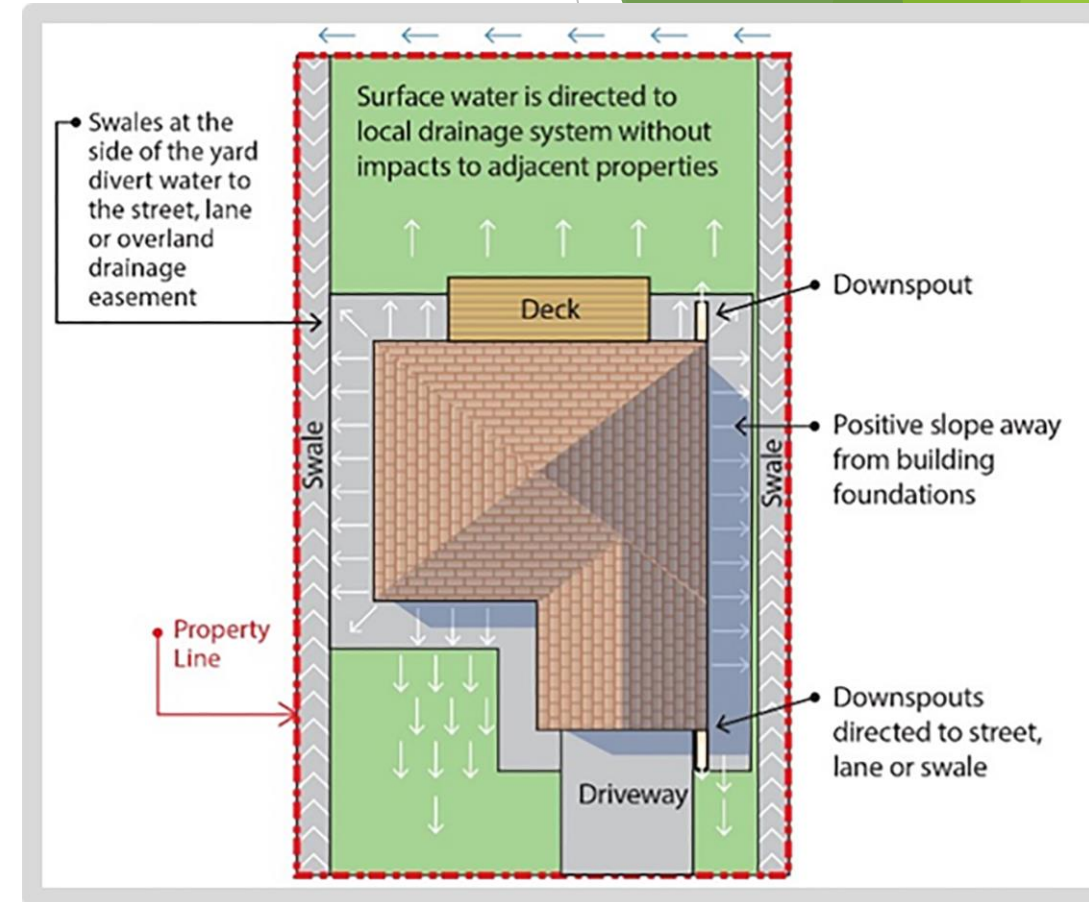 Surface water is directed to
local drainage system without
impacts to adjacent properties
Swales at the
side of the yard
divert water to
the street, lane
or overland
drainage
easement
Deck
Downspout
Swale
Swale
Positive slope away
from building
foundations
Property
Line
Downspouts
directed to street,
lane or swale
Driveway